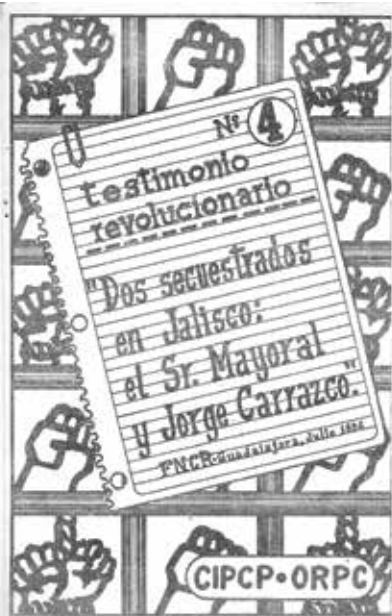 Nº 4
testimonio
revolucionario
"Dos secuestrados
en Jalisco:
el Sr. Mayoral
y Jorge Carrazco."
FNCR-Guadalajara, Julio
CIPCP•ORPC